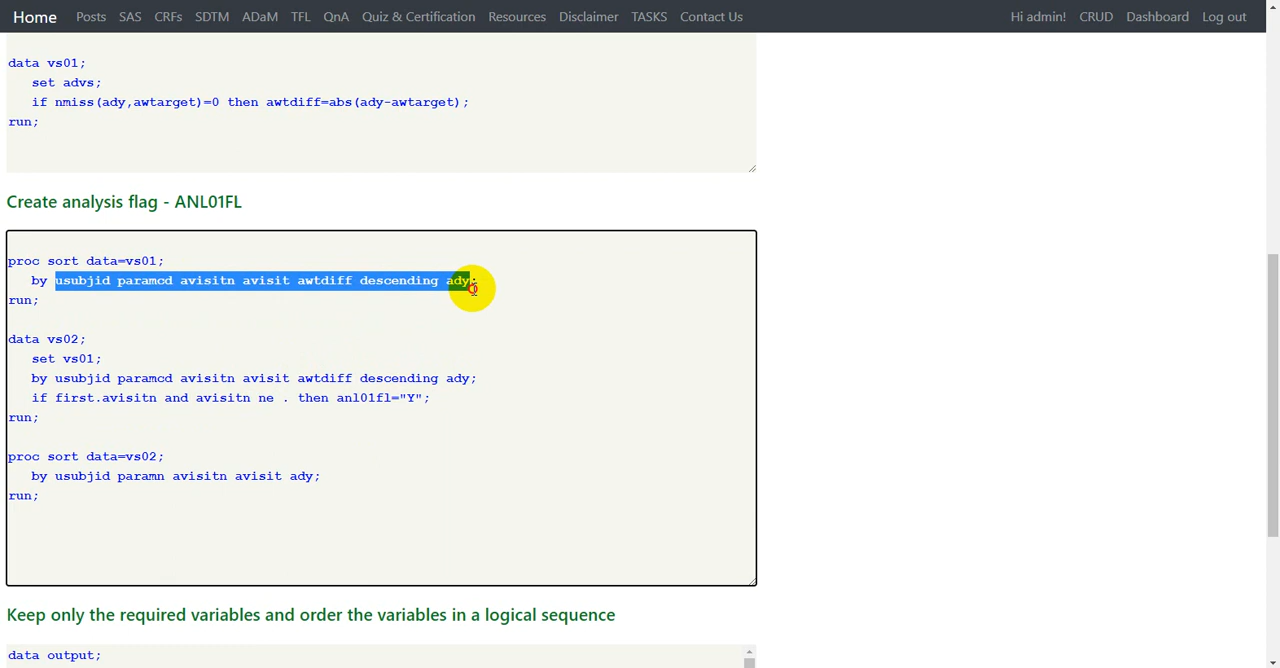 Home Posts SAS CRFs SDTM ADaM TFL QnA Quiz & Certification Resources Disclaimer TASKS Contact Us Hi admin! CRUD Dashboard Log out
data vs01;
set advs;
if nmiss(ady,awtarget)=0 then awtdiff=abs(ady-awtarget);
run;
Create analysis flag - ANL01FL
proc sort data=vs01;
by usubjid paramcd avisitn avisit awtdiff descending ady;
run;
data vs02;
set vs01;
by usubjid paramcd avisitn avisit awtdiff descending ady;
if first.avisitn and avisitn ne . then anl01fl="Y";
run;
proc sort data=vs02;
by usubjid paramn avisitn avisit ady;
run;
Keep only the required variables and order the variables in a logical sequence
data output;